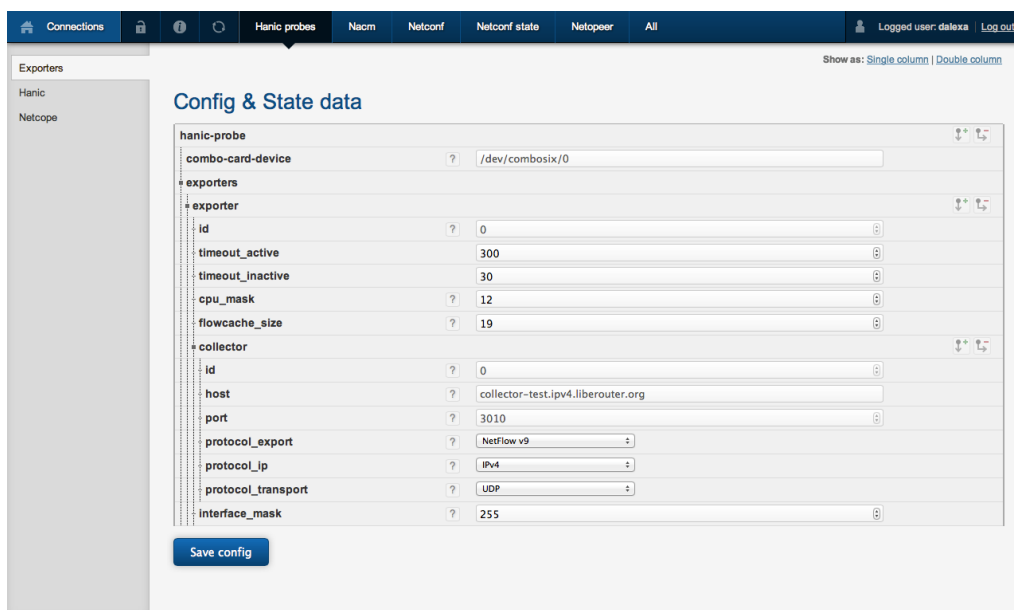 Connections Hanic probes Nacm Netconf Netconf state Netopeer All Logged user: dalexa Log out
Show as: Single column | Double column
Exporters
Hanic
Netcope
Config & State data
hanic-probe
combo-card-device ? /dev/combosix/0
exporters
exporter
id ? 0
timeout_active 300
timeout_inactive 30
cpu_mask ? 12
flowcache_size ? 19
collector
id ? 0
host ? collector-test.ipv4.liberouter.org
port ? 3010
protocol_export ? NetFlow v9
protocol_ip ? IPv4
protocol_transport ? UDP
interface_mask ? 255
Save config